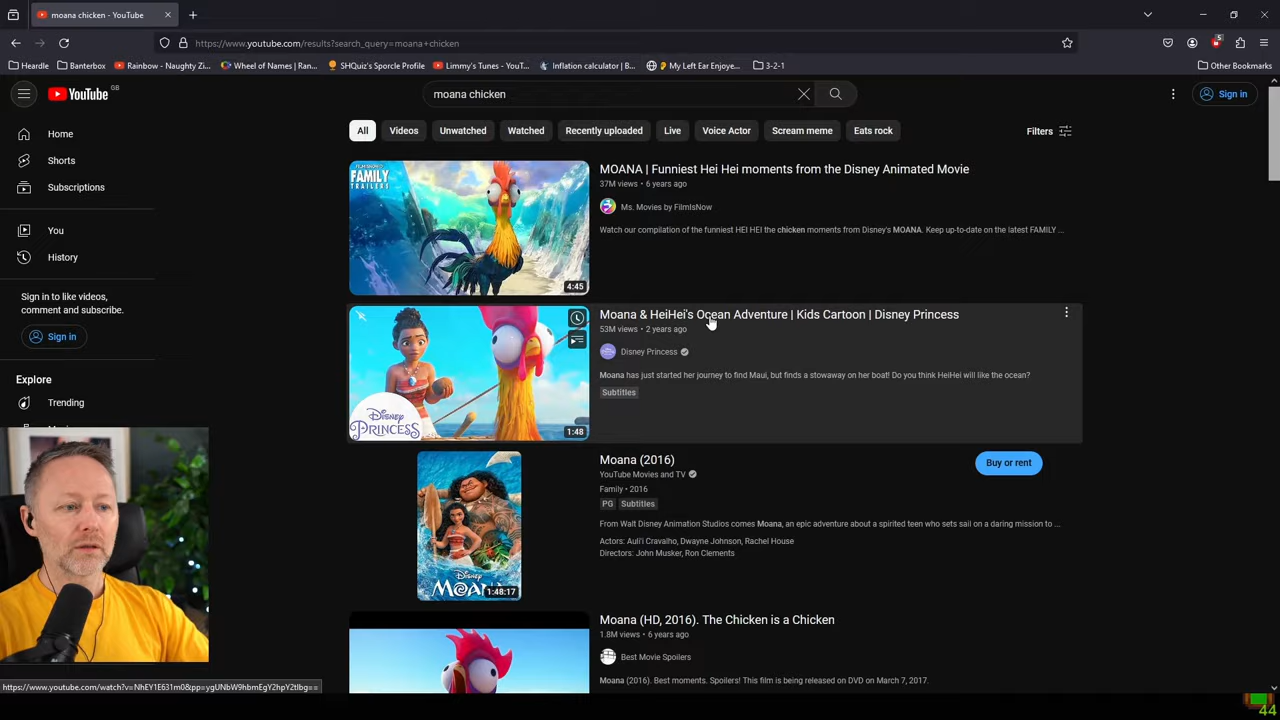 moana chicken - YouTube
https://www.youtube.com/results?search_query=moana+chicken
Heardle
Banterbox
Rainbow - Naughty Zi...
Wheel of Names | Ran...
SHQuiz's Sporcle Profile
Limmy's Tunes - YouT...
Inflation calculator | B...
My Left Ear Enjoye...
3-2-1
Other Bookmarks
YouTube GB
moana chicken
Sign in
Home
Shorts
Subscriptions
You
History
Sign in to like videos,
comment and subscribe.
Sign in
Explore
Trending
All
Videos
Unwatched
Watched
Recently uploaded
Live
Voice Actor
Scream meme
Eats rock
Filters
FAMILY
TRAILERS
4:45
MOANA | Funniest Hei Hei moments from the Disney Animated Movie
37M views • 6 years ago
Ms. Movies by FilmIsNow
Watch our compilation of the funniest HEI HEI the chicken moments from Disney's MOANA. Keep up-to-date on the latest FAMILY ...
Disney
PRINCESS
1:48
Moana & HeiHei's Ocean Adventure | Kids Cartoon | Disney Princess
53M views • 2 years ago
Disney Princess
Moana has just started her journey to find Maui, but finds a stowaway on her boat! Do you think HeiHei will like the ocean?
Subtitles
Disney
MOANA
1:48:17
Moana (2016)
YouTube Movies and TV
Family • 2016
PG
Subtitles
From Walt Disney Animation Studios comes Moana, an epic adventure about a spirited teen who sets sail on a daring mission to ...
Actors: Auli'i Cravalho, Dwayne Johnson, Rachel House
Directors: John Musker, Ron Clements
Buy or rent
Moana (HD, 2016). The Chicken is a Chicken
1.8M views • 6 years ago
Best Movie Spoilers
Moana (2016). Best moments. Spoilers! This film is being released on DVD on March 7, 2017.
https://www.youtube.com/watch?v=NhEY1E631m0&pp=ygUNbW9hbmEgY2hpY2tlbg==
44